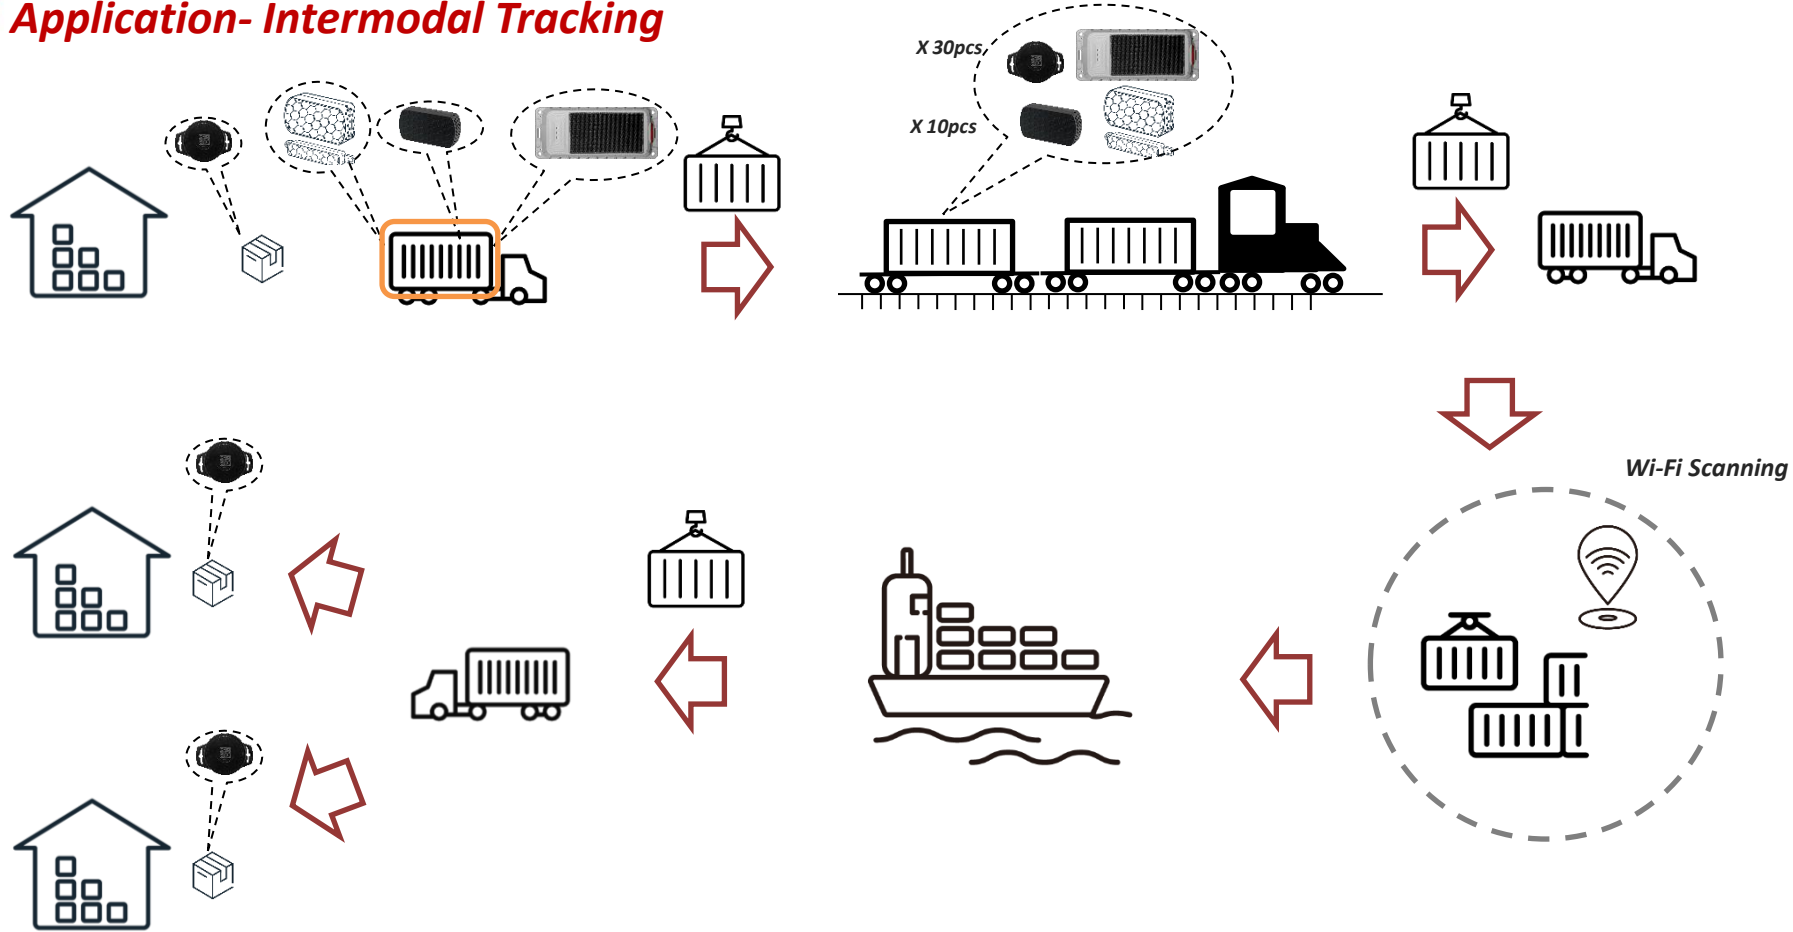 Application- Intermodal Tracking
X 30pcs
X 10pcs
Wi-Fi Scanning